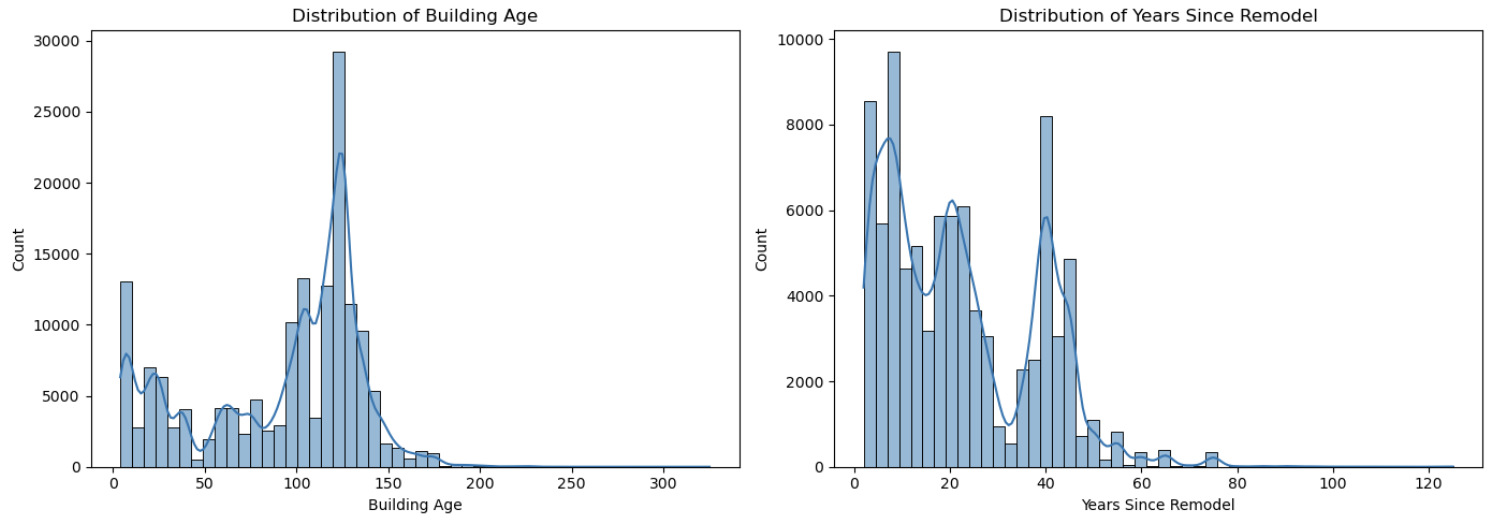 Distribution of Building Age
30000
25000
20000
15000
10000
5000
0
Count
0 50 100 150 200 250 300
Building Age
Distribution of Years Since Remodel
10000
8000
6000
4000
2000
0
Count
0 20 40 60 80 100 120
Years Since Remodel